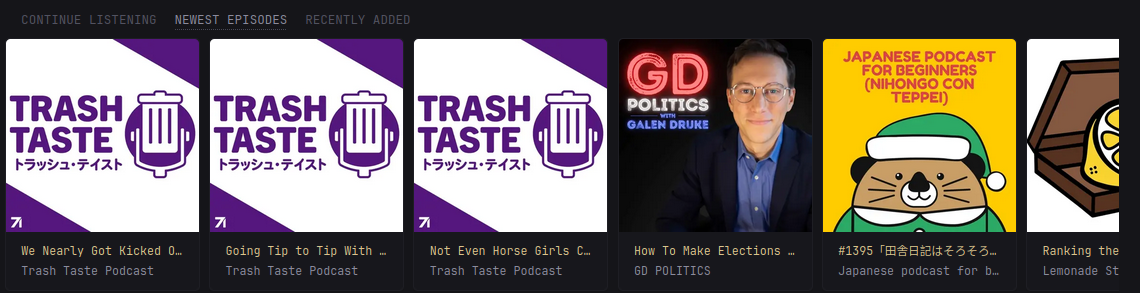 CONTINUE LISTENING NEWEST EPISODES RECENTLY ADDED
TRASH
TASTE
トラッシュ・テイスト
TRASH
TASTE
トラッシュ・テイスト
TRASH
TASTE
トラッシュ・テイスト
GD
POLITICS
WITH
GALEN DRUKE
JAPANESE PODCAST
FOR BEGINNERS
(NIHONGO CON
TEPPEI)
We Nearly Got Kicked O…
Trash Taste Podcast
Going Tip to Tip With …
Trash Taste Podcast
Not Even Horse Girls C…
Trash Taste Podcast
How To Make Elections …
GD POLITICS
#1395「田舎日記はそろそろ…
Japanese podcast for b…
Ranking the
Lemonade St